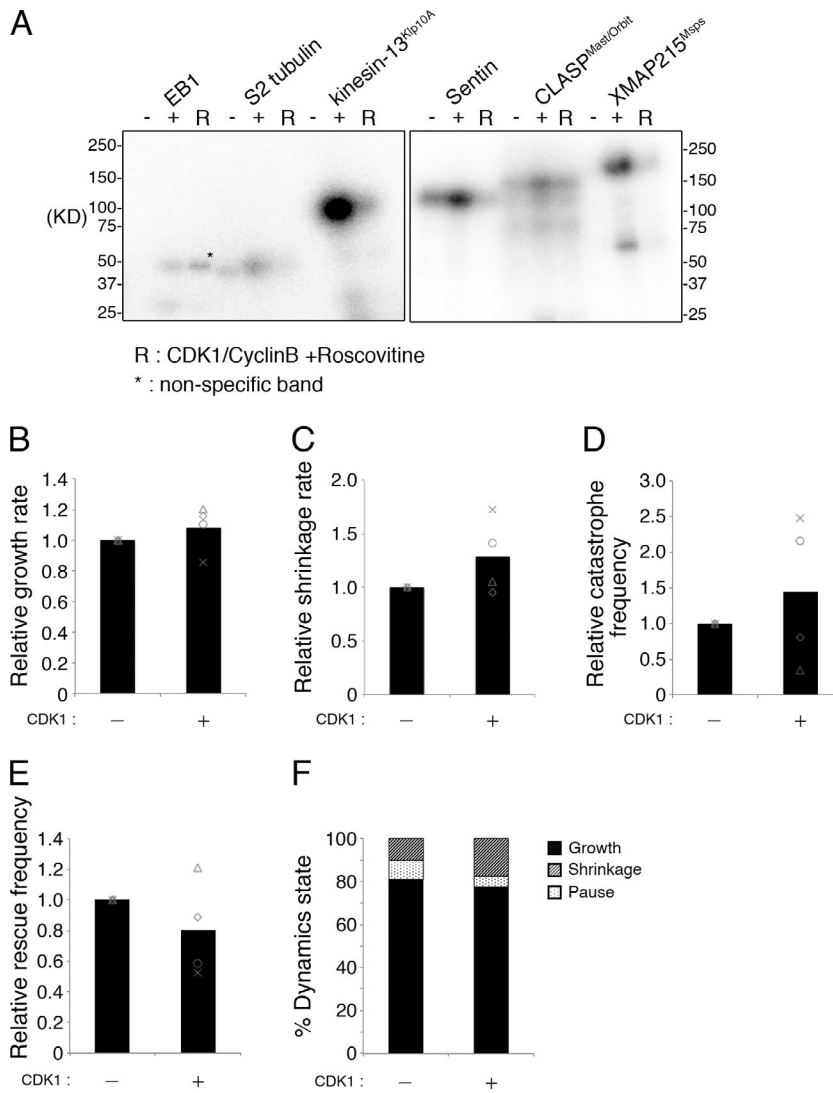 A
EB1 S2 tubulin kinesin-13Klp10A Sentin CLASPMast/Orbit XMAP215Msps
- + R - + R - + R - + R - + R - + R
250- -250
150- -150
(KD) 100- -100
75- -75
50- * -50
37- -37
25- -25
R : CDK1/CyclinB +Roscovitine
* : non-specific band
B
Relative growth rate
1.4
1.2
1.0
0.8
0.6
0.4
0.2
0
CDK1 : – +
C
Relative shrinkage rate
2.0
1.5
1.0
0.5
0
CDK1 : – +
D
Relative catastrophe
frequency
3.0
2.5
2.0
1.5
1.0
0.5
0
CDK1 : – +
E
Relative rescue frequency
1.4
1.2
1.0
0.8
0.6
0.4
0.2
0
CDK1 : – +
F
% Dynamics state
100
80
60
40
20
0
CDK1 : – +
Growth
Shrinkage
Pause